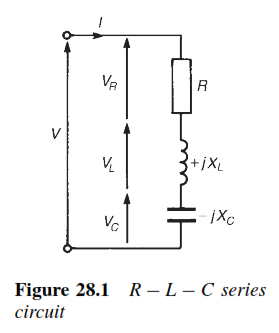 I
V
V_R
R
V_L
+jX_L
V_C
-jX_C
Figure 28.1 R – L – C series
circuit